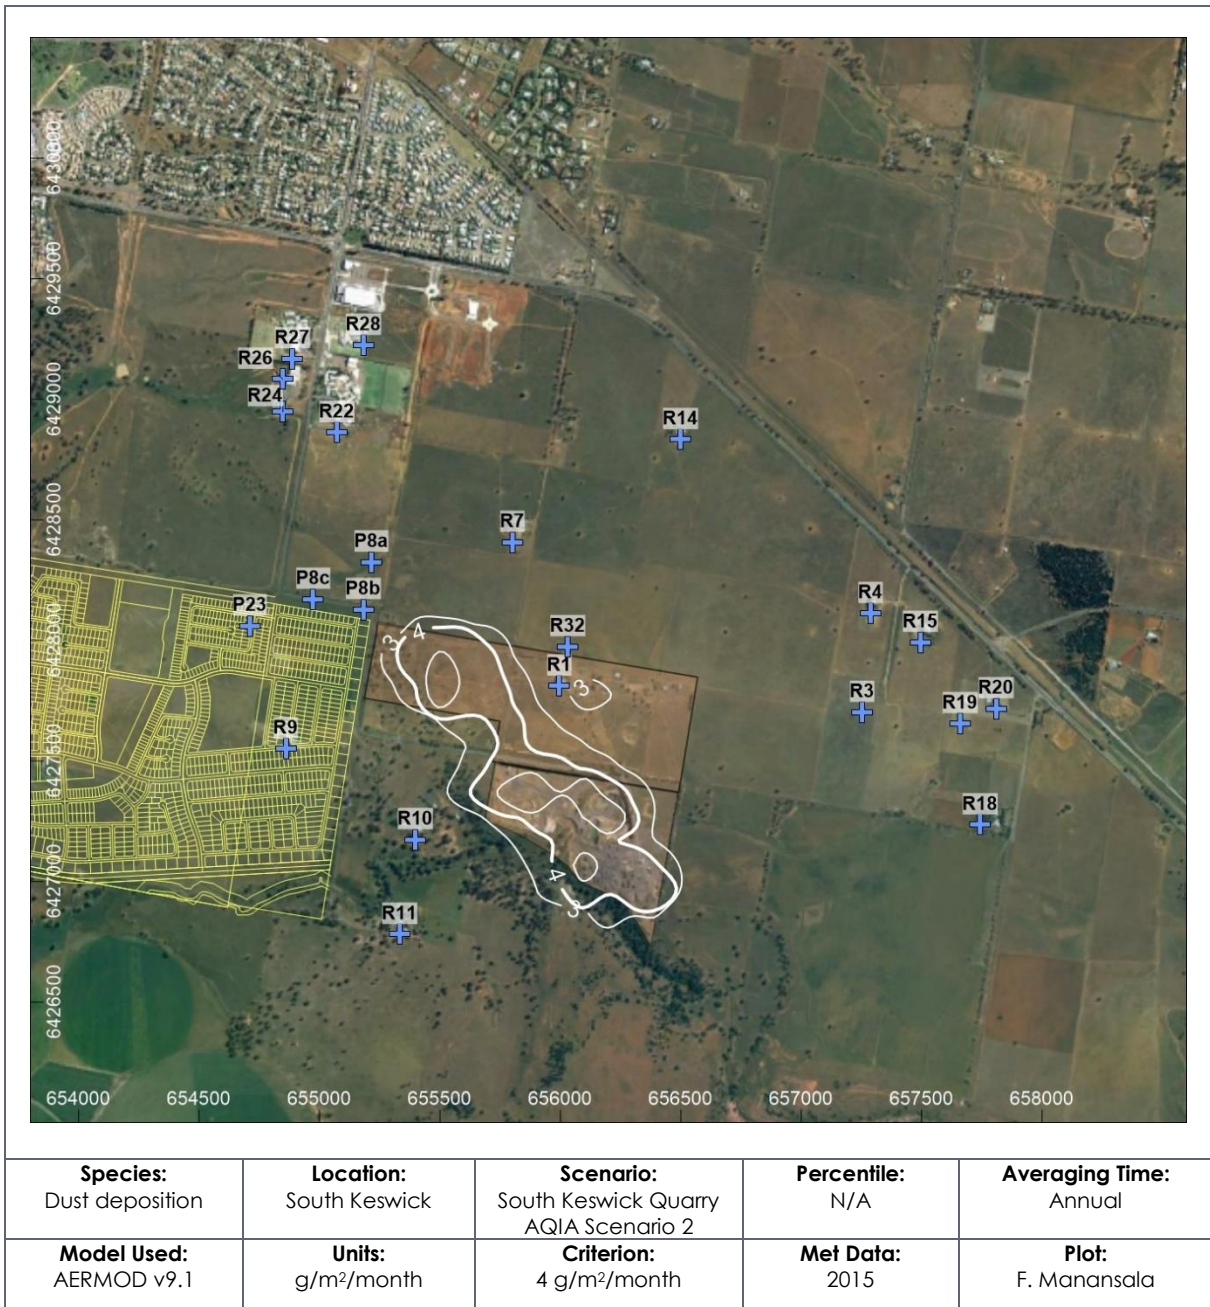 6430000
6429500
R28
R27
R26
6429000
R24
R22
R14
R7
6428500
P8a
P8c
P8b
P23
R4
R15
R32
6428000
3
4
R1
3
R3
R20
R19
R9
6427500
R10
R18
4
6427000
3
R11
6426500
654000 654500 655000 655500 656000 656500 657000 657500 658000
Species: Location: Scenario: Percentile: Averaging Time:
Dust deposition South Keswick South Keswick Quarry N/A Annual
AQIA Scenario 2
Model Used: Units: Criterion: Met Data: Plot:
AERMOD v9.1 g/m²/month 4 g/m²/month 2015 F. Manansala